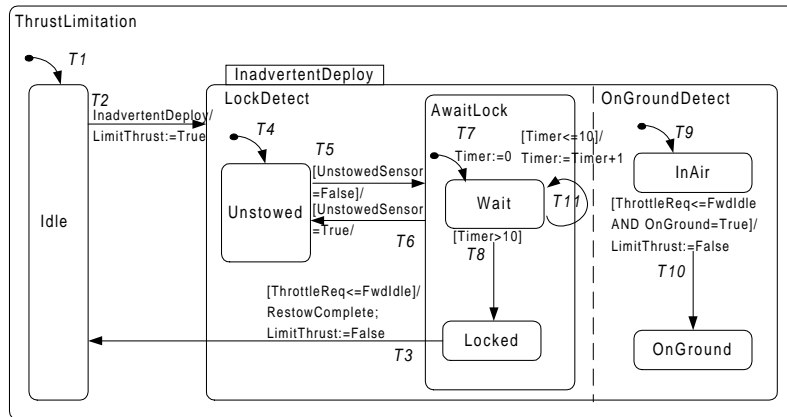 ThrustLimitation
T1
InadvertentDeploy
T2
InadvertentDeploy/
LimitThrust:=True
LockDetect
AwaitLock
OnGroundDetect
T4
T5
[UnstowedSensor
=False]/
[UnstowedSensor
=True/
T6
Unstowed
T7
Timer:=0
[Timer<=10]/
Timer:=Timer+1
Wait
T11
[Timer>10]
T8
T9
InAir
[ThrottleReq<=FwdIdle
AND OnGround=True]/
LimitThrust:=False
T10
Idle
[ThrottleReq<=FwdIdle]/
RestowComplete;
LimitThrust:=False
T3
Locked
OnGround